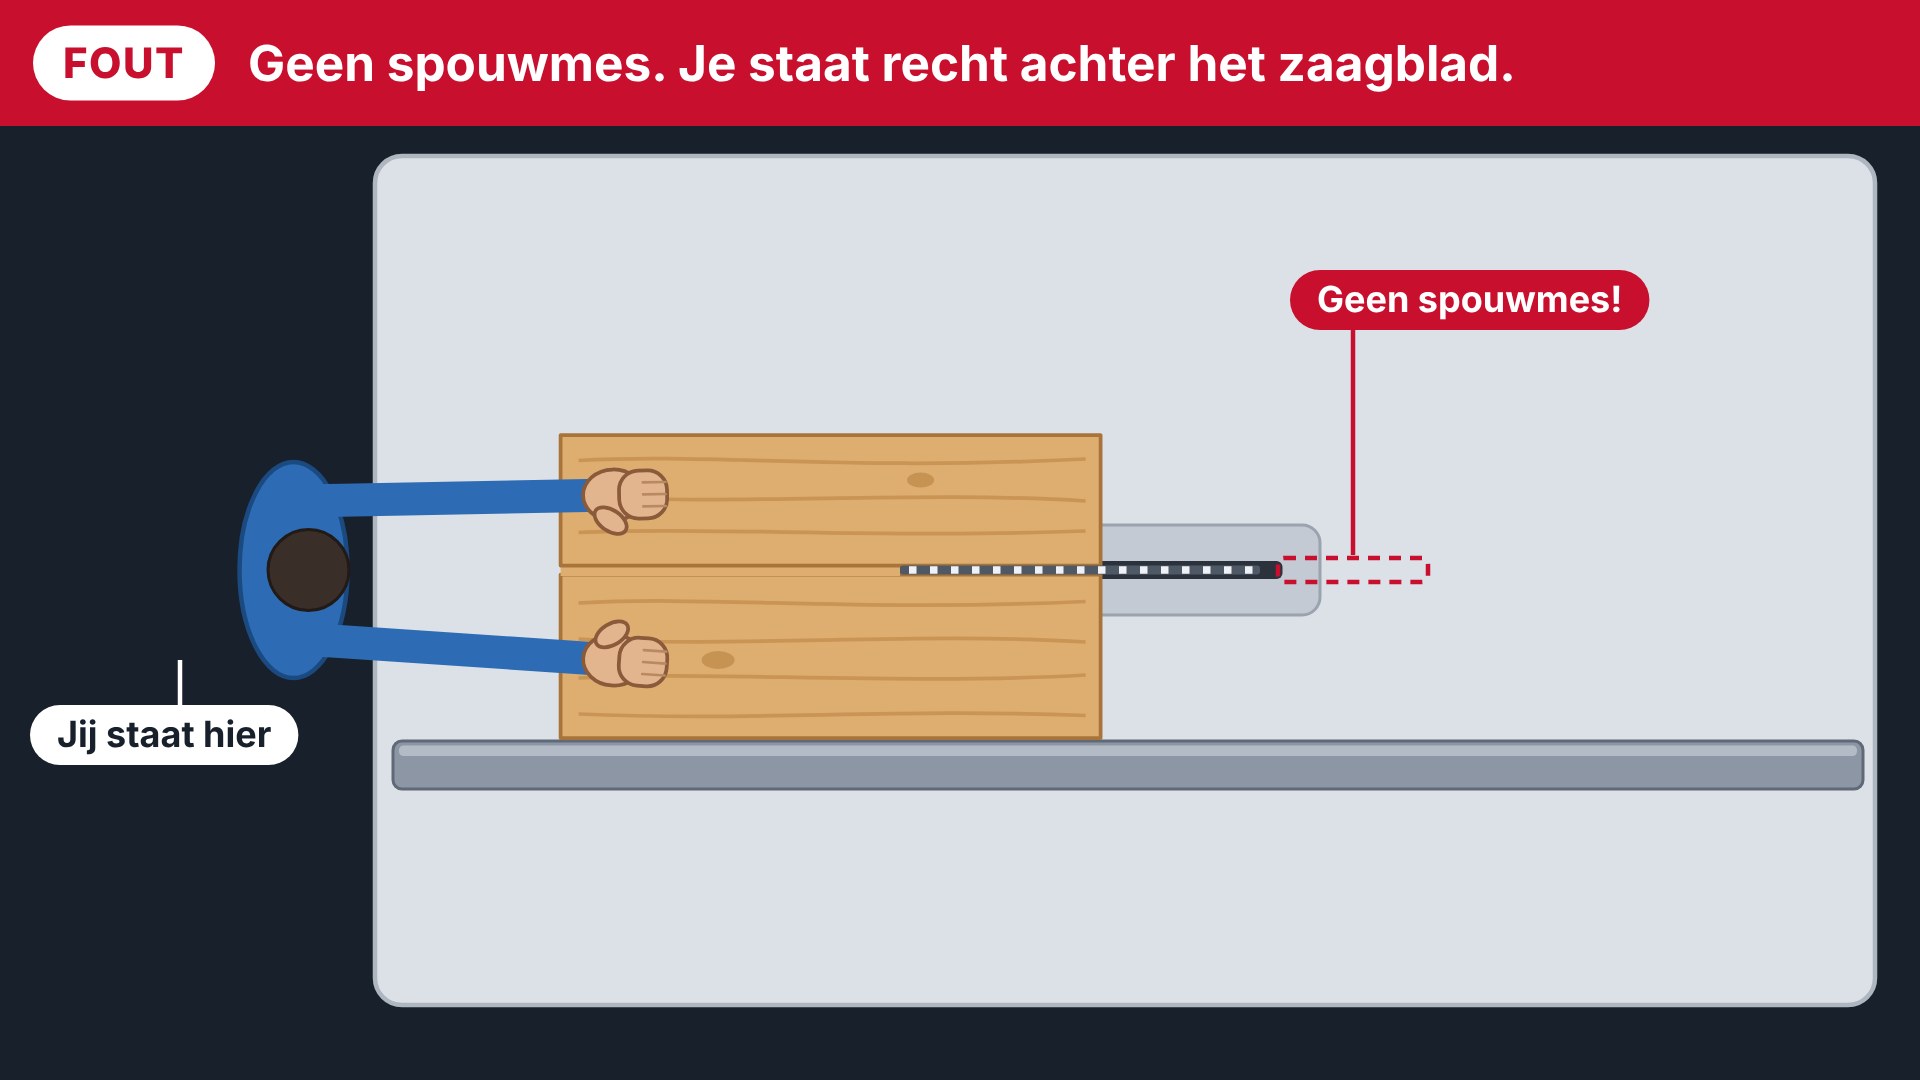 FOUT
Geen spouwmes. Je staat recht achter het zaagblad.
Geen spouwmes!
Jij staat hier